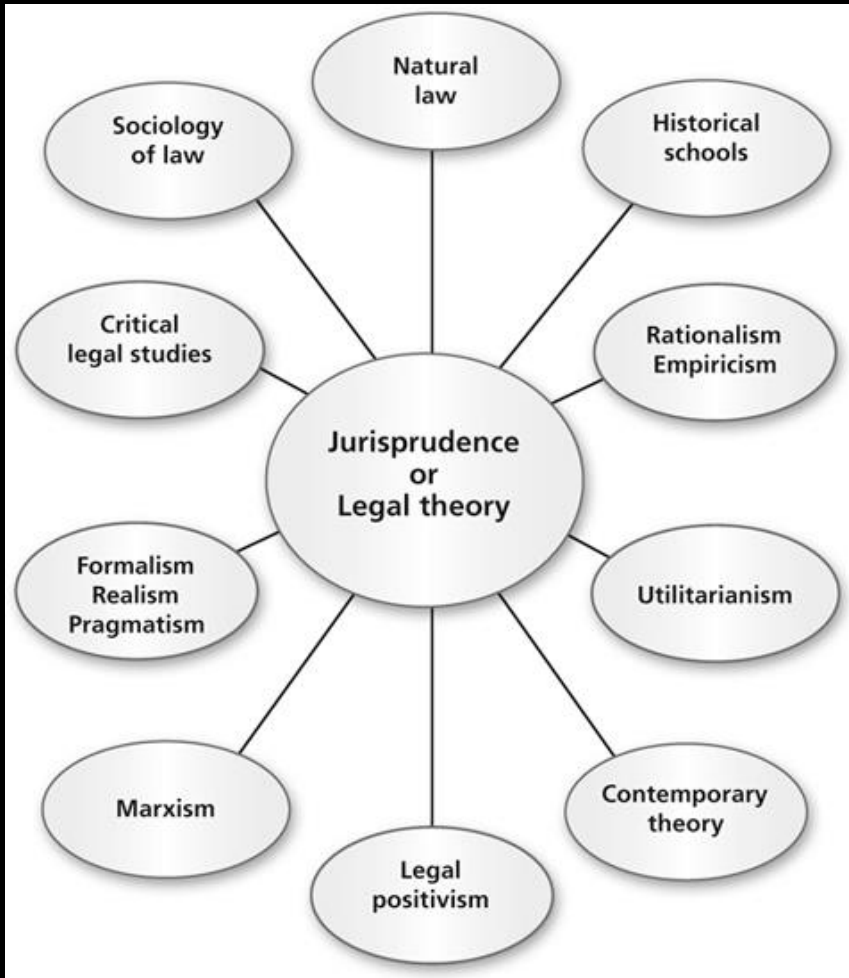 Natural
law
Historical
schools
Rationalism
Empiricism
Utilitarianism
Contemporary
theory
Legal
positivism
Marxism
Formalism
Realism
Pragmatism
Critical
legal studies
Sociology
of law
Jurisprudence
or
Legal theory